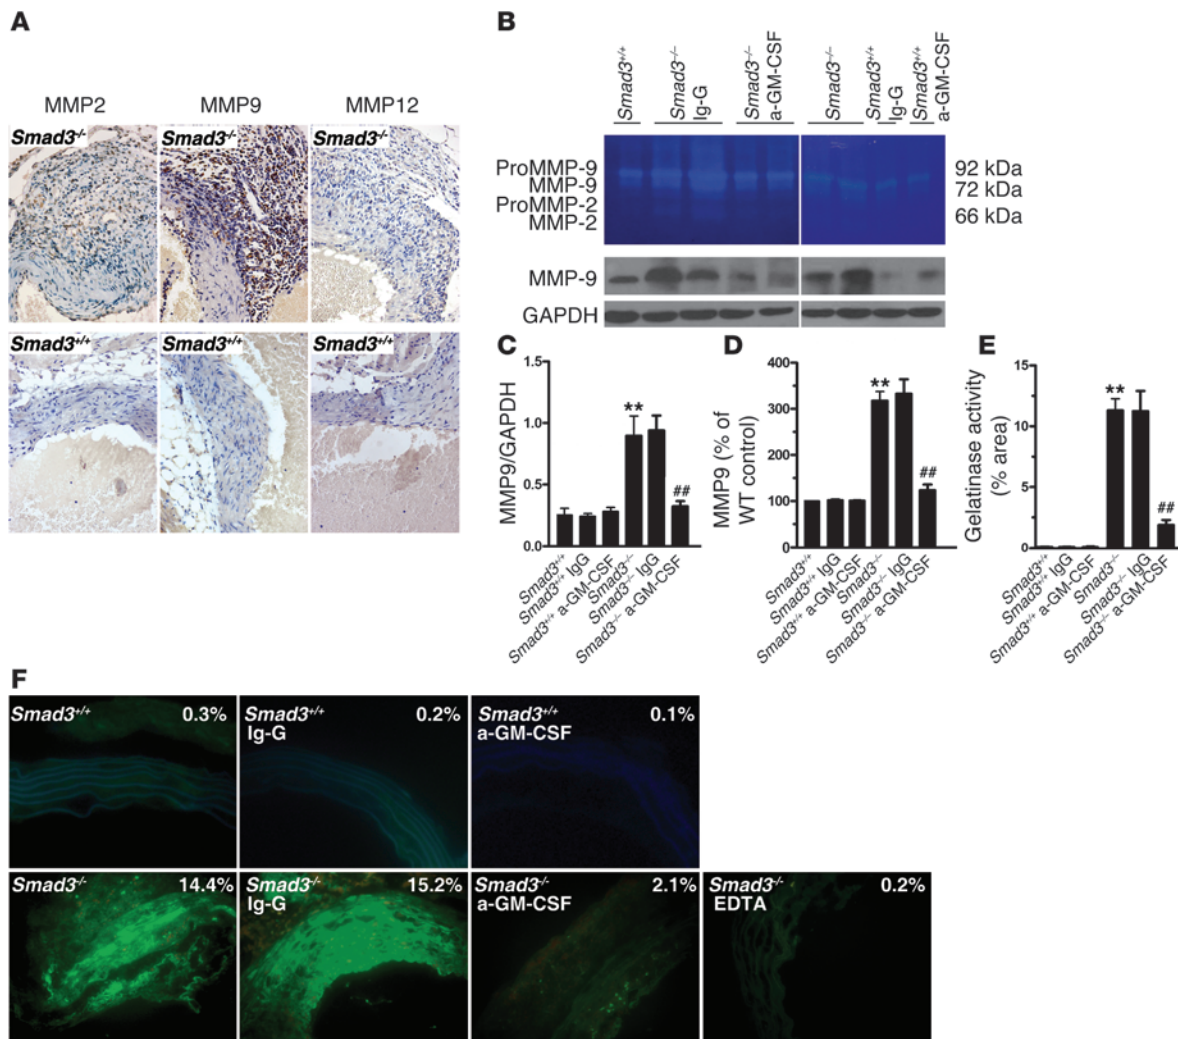 A
MMP2 MMP9 MMP12
Smad3-/- Smad3-/- Smad3-/-
Smad3+/+ Smad3+/+ Smad3+/+
B
Smad3+/+
Smad3-/-
Ig-G
Smad3-/-
a-GM-CSF
Smad3-/-
Smad3+/+
Ig-G
Smad3+/+
a-GM-CSF
ProMMP-9
MMP-9
ProMMP-2
MMP-2
92 kDa
72 kDa
66 kDa
MMP-9
GAPDH
C
MMP9/GAPDH
1.5
1.0
0.5
0.0
**
##
Smad3+/+
Smad3+/+ IgG
Smad3+/+ a-GM-CSF
Smad3-/-
Smad3-/- IgG
Smad3-/- a-GM-CSF
D
MMP9 (% of
WT control)
400
300
200
100
0
**
##
Smad3+/+
Smad3+/+ IgG
Smad3+/+ a-GM-CSF
Smad3-/-
Smad3-/- IgG
Smad3-/- a-GM-CSF
E
Gelatinase activity
(% area)
15
10
5
0
**
##
Smad3+/+
Smad3+/+ IgG
Smad3+/+ a-GM-CSF
Smad3-/-
Smad3-/- IgG
Smad3-/- a-GM-CSF
F
Smad3+/+ 0.3%
Smad3+/+ 0.2%
Ig-G
Smad3+/+ 0.1%
a-GM-CSF
Smad3-/- 14.4%
Smad3-/- 15.2%
Ig-G
Smad3-/- 2.1%
a-GM-CSF
Smad3-/- 0.2%
EDTA